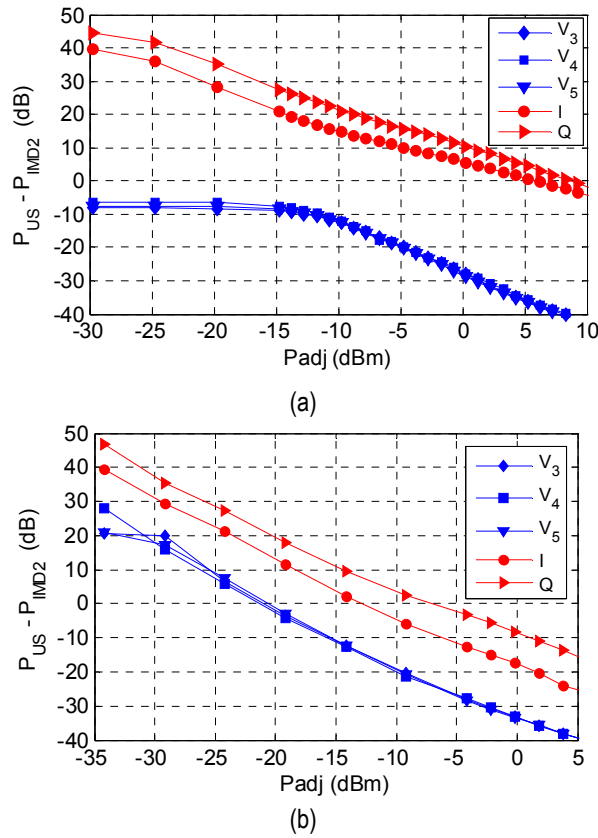 50
40
30
20
10
0
-10
-20
-30
-40
P_US - P_IMD2 (dB)
V_3
V_4
V_5
I
Q
-30 -25 -20 -15 -10 -5 0 5 10
Padj (dBm)
(a)
50
40
30
20
10
0
-10
-20
-30
-40
P_US - P_IMD2 (dB)
V_3
V_4
V_5
I
Q
-35 -30 -25 -20 -15 -10 -5 0 5
Padj (dBm)
(b)